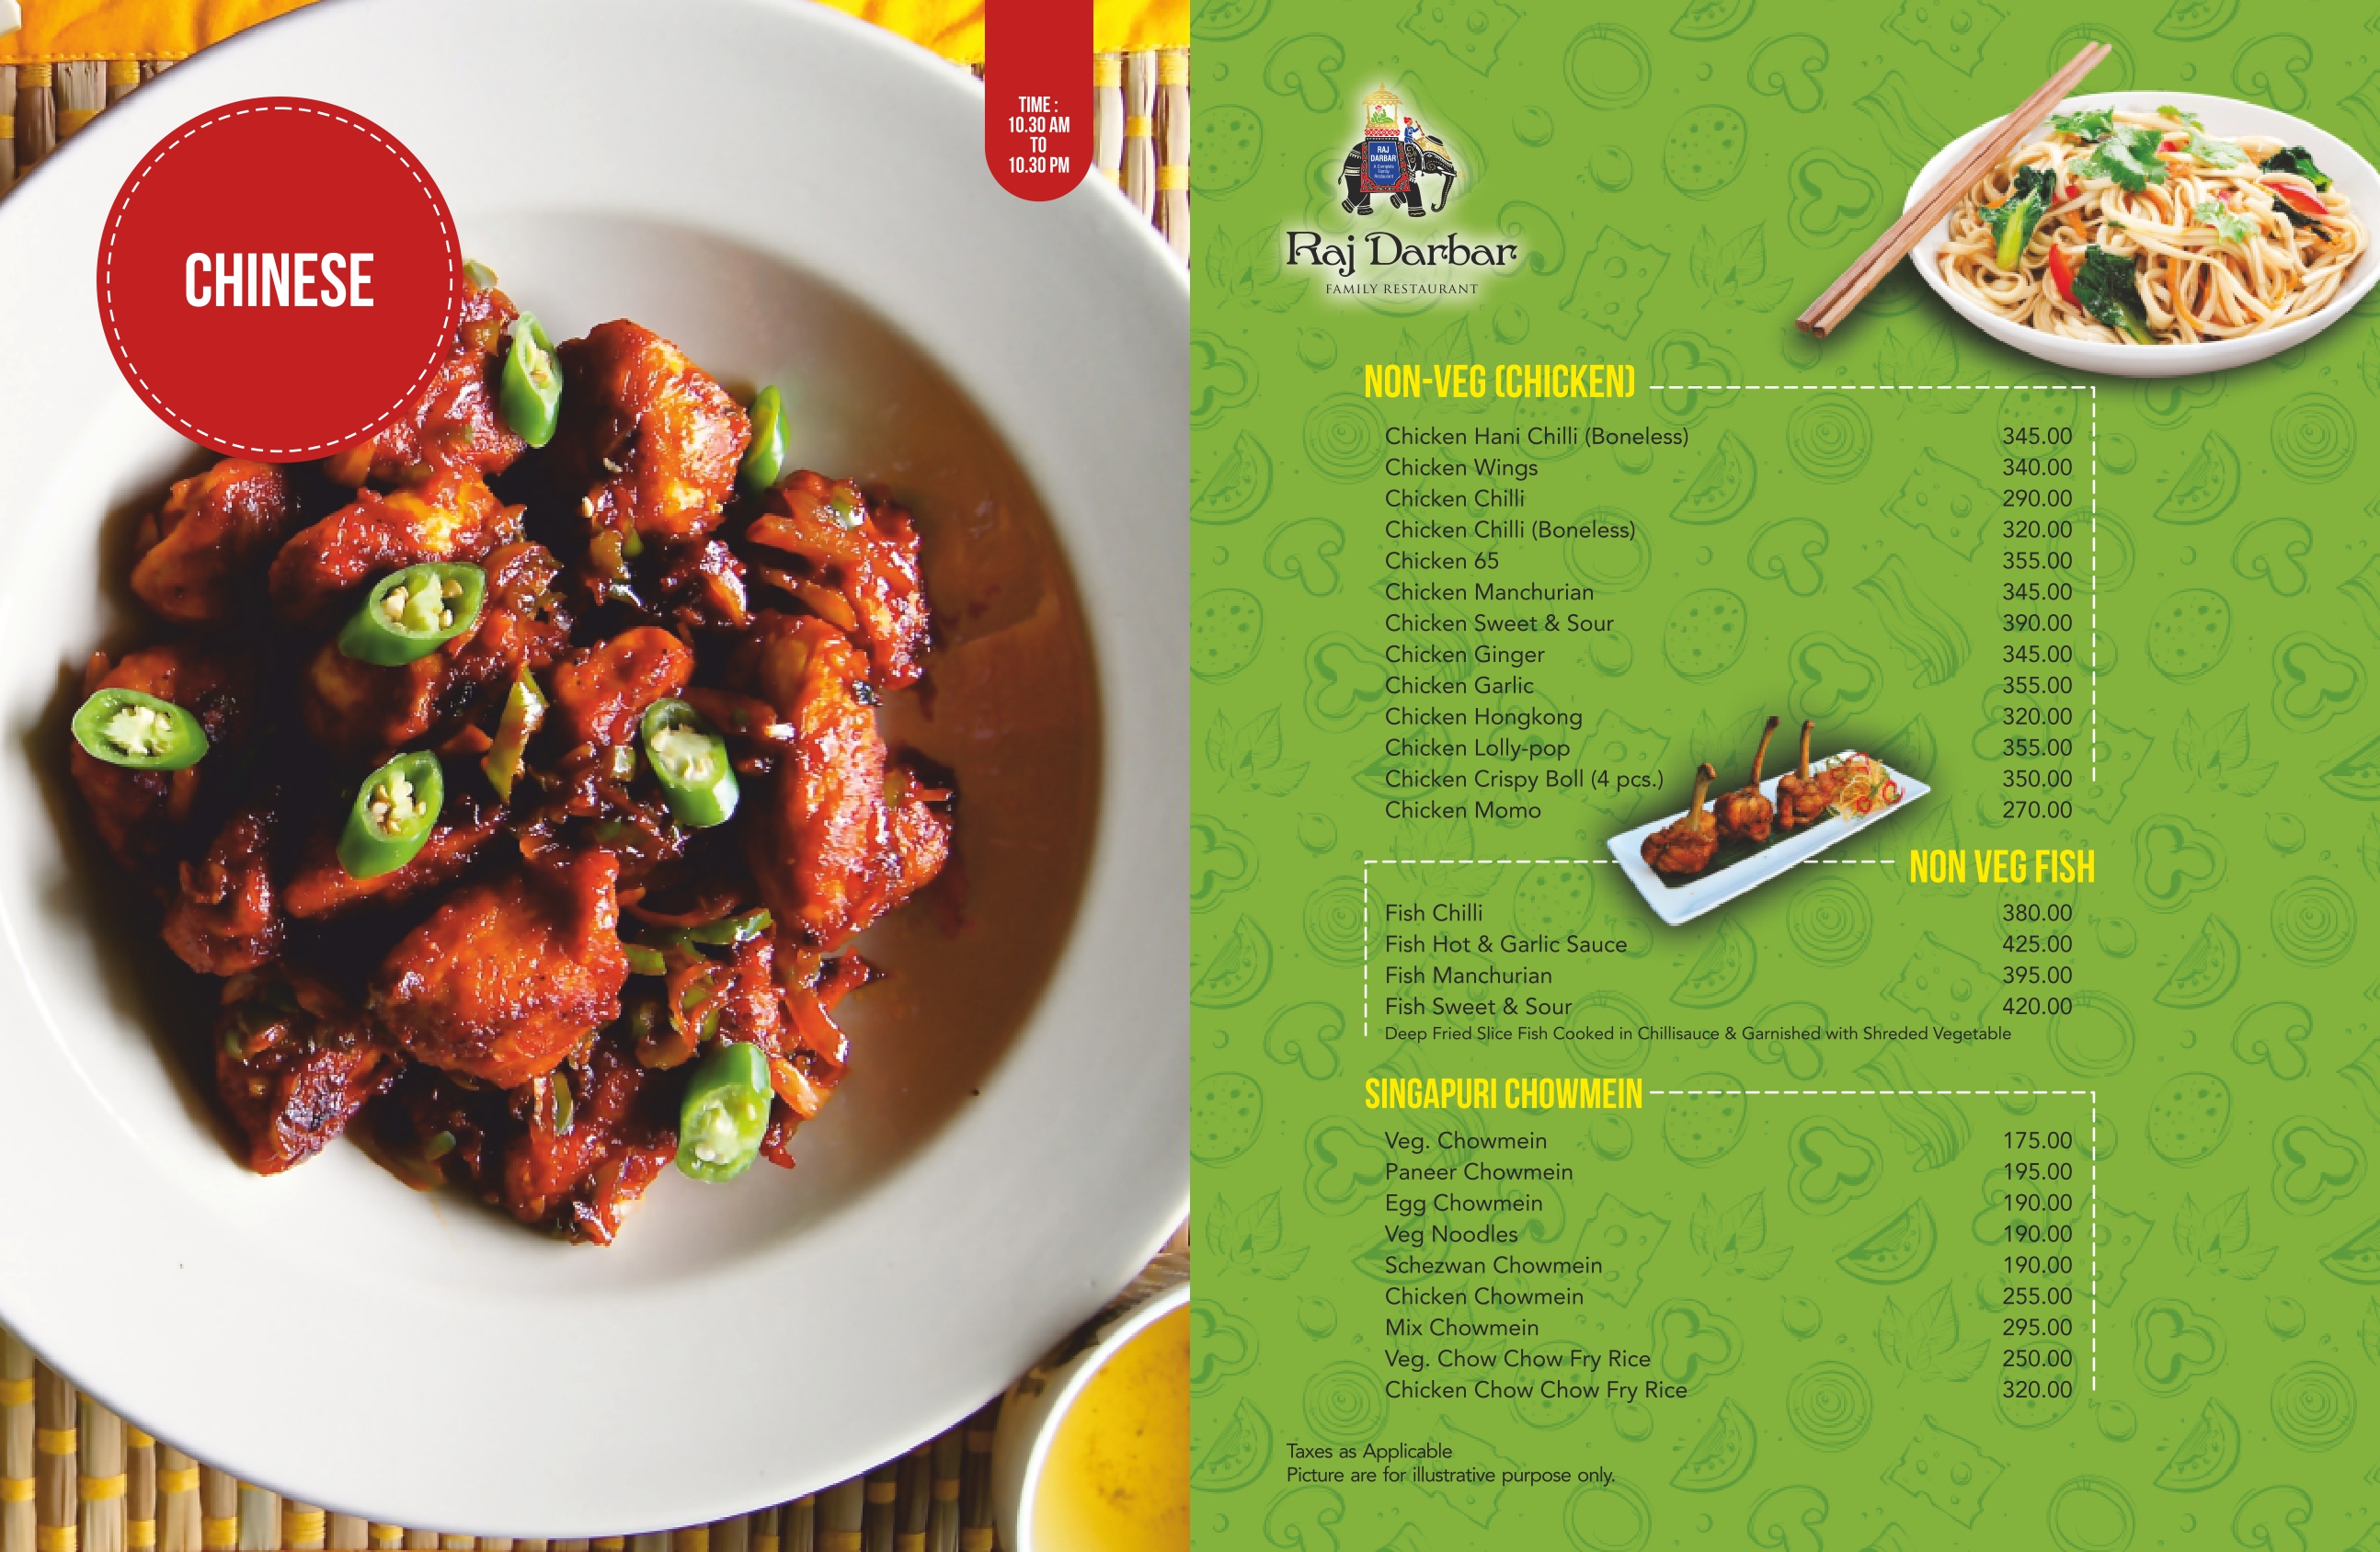 CHINESE
TIME :
10.30 AM
TO
10.30 PM
RAJ
DARBAR
A Complete
Family
Restaurant
Raj Darbar
FAMILY RESTAURANT
NON-VEG (CHICKEN)
Chicken Hani Chilli (Boneless) 345.00
Chicken Wings 340.00
Chicken Chilli 290.00
Chicken Chilli (Boneless) 320.00
Chicken 65 355.00
Chicken Manchurian 345.00
Chicken Sweet & Sour 390.00
Chicken Ginger 345.00
Chicken Garlic 355.00
Chicken Hongkong 320.00
Chicken Lolly-pop 355.00
Chicken Crispy Boll (4 pcs.) 350.00
Chicken Momo 270.00
NON VEG FISH
Fish Chilli 380.00
Fish Hot & Garlic Sauce 425.00
Fish Manchurian 395.00
Fish Sweet & Sour 420.00
Deep Fried Slice Fish Cooked in Chillisauce & Garnished with Shreded Vegetable
SINGAPURI CHOWMEIN
Veg. Chowmein 175.00
Paneer Chowmein 195.00
Egg Chowmein 190.00
Veg Noodles 190.00
Schezwan Chowmein 190.00
Chicken Chowmein 255.00
Mix Chowmein 295.00
Veg. Chow Chow Fry Rice 250.00
Chicken Chow Chow Fry Rice 320.00
Taxes as Applicable
Picture are for illustrative purpose only.